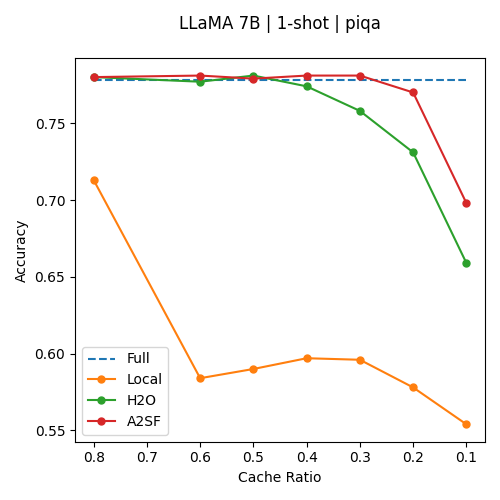 LLaMA 7B | 1-shot | piqa
Accuracy
0.75
0.70
0.65
0.60
0.55
Full
Local
H2O
A2SF
0.8 0.7 0.6 0.5 0.4 0.3 0.2 0.1
Cache Ratio